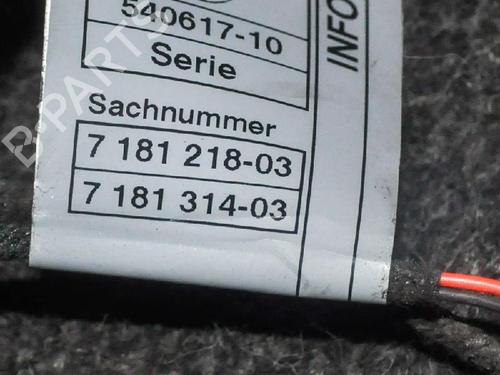 540617-10
Serie
Sachnummer
7 181 218-03
7 181 314-03
INFO
B-PARTS